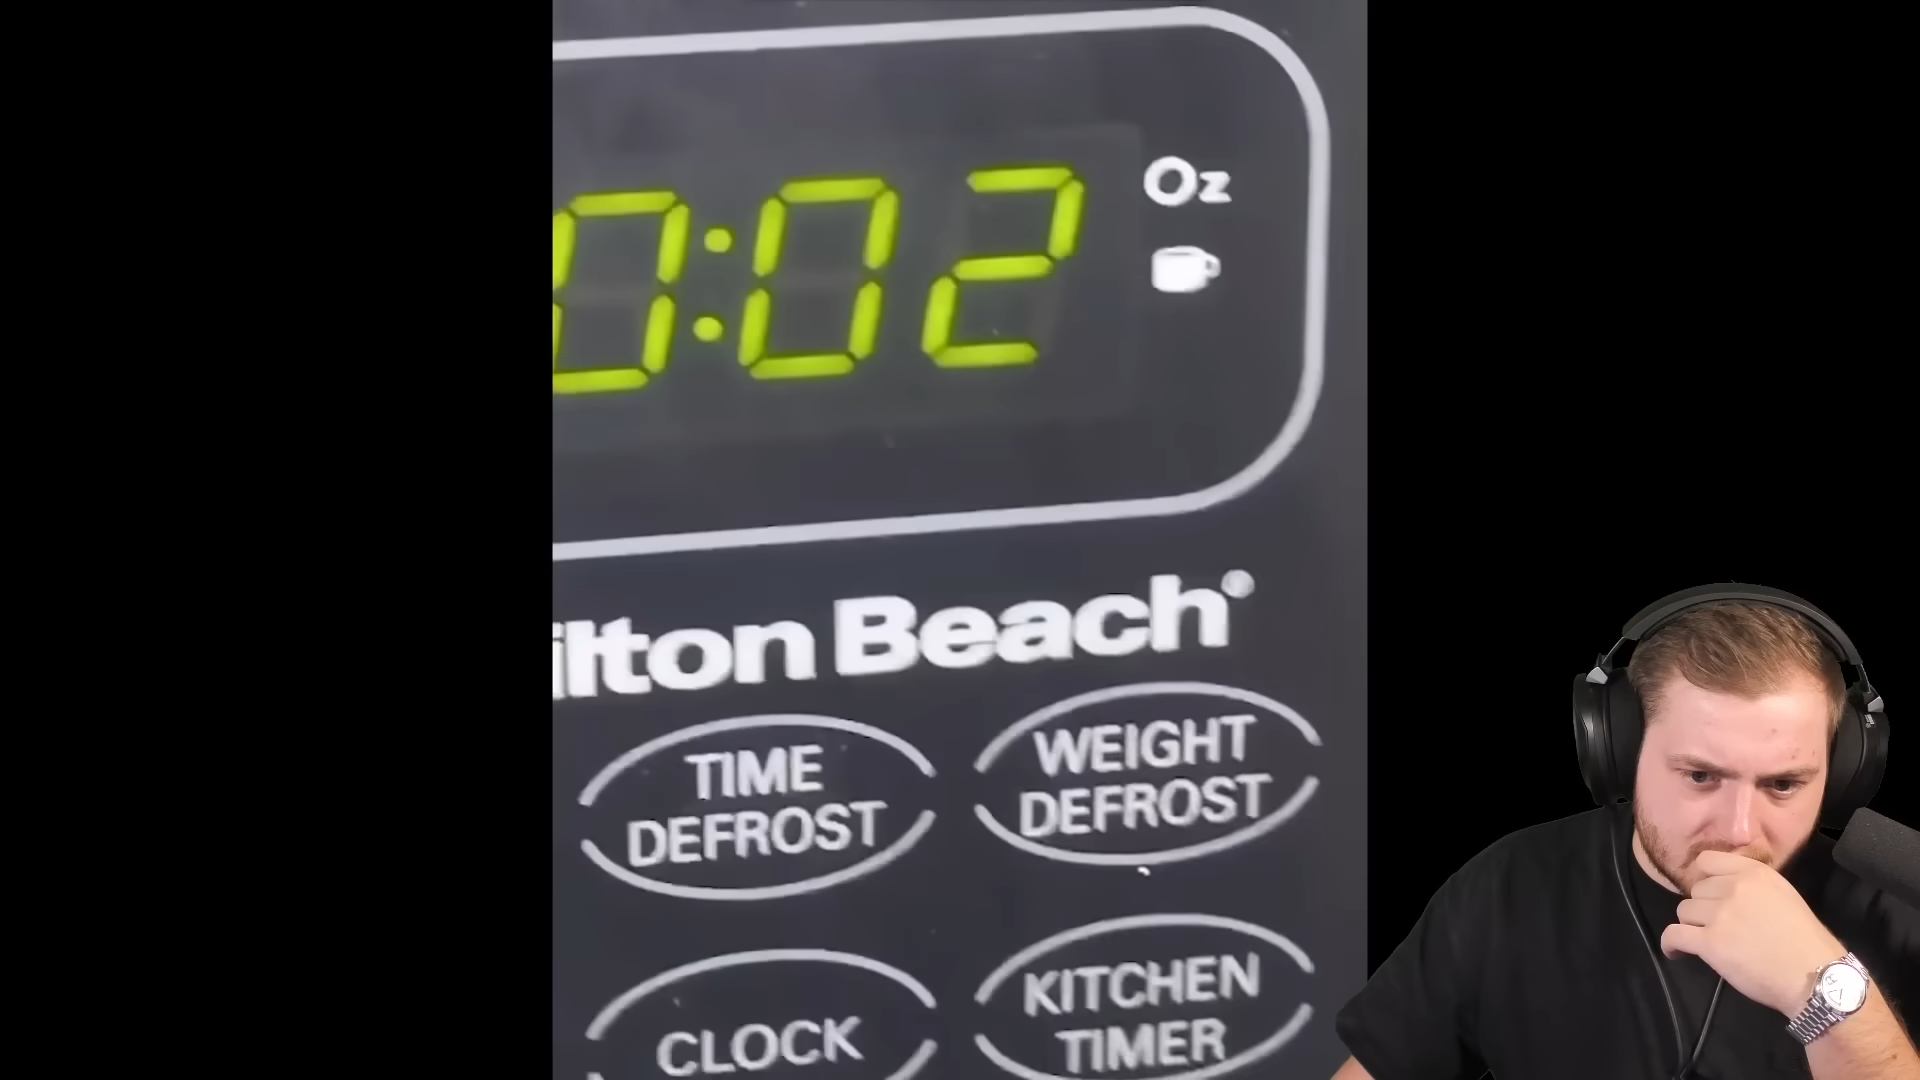 0:02
Oz
ilton Beach®
TIME
DEFROST
WEIGHT
DEFROST
CLOCK
KITCHEN
TIMER